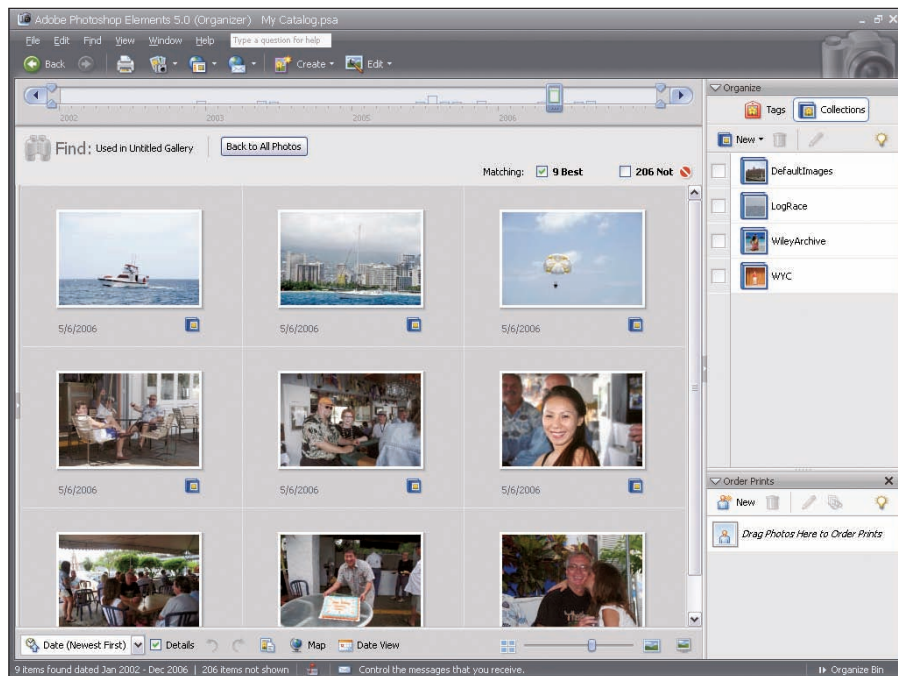 Adobe Photoshop Elements 5.0 (Organizer) My Catalog.psa
File Edit Find View Window Help Type a question for help
Back Create Edit
2002 2003 2005 2006
Find: Used in Untitled Gallery Back to All Photos
Matching: 9 Best 206 Not
5/6/2006
5/6/2006
5/6/2006
5/6/2006
5/6/2006
5/6/2006
Date (Newest First) Details Map Date View
9 items found dated Jan 2002 - Dec 2006 | 206 items not shown Control the messages that you receive.
Organize
Tags Collections
New
DefaultImages
LogRace
WileyArchive
WYC
Order Prints
New
Drag Photos Here to Order Prints
Organize Bin